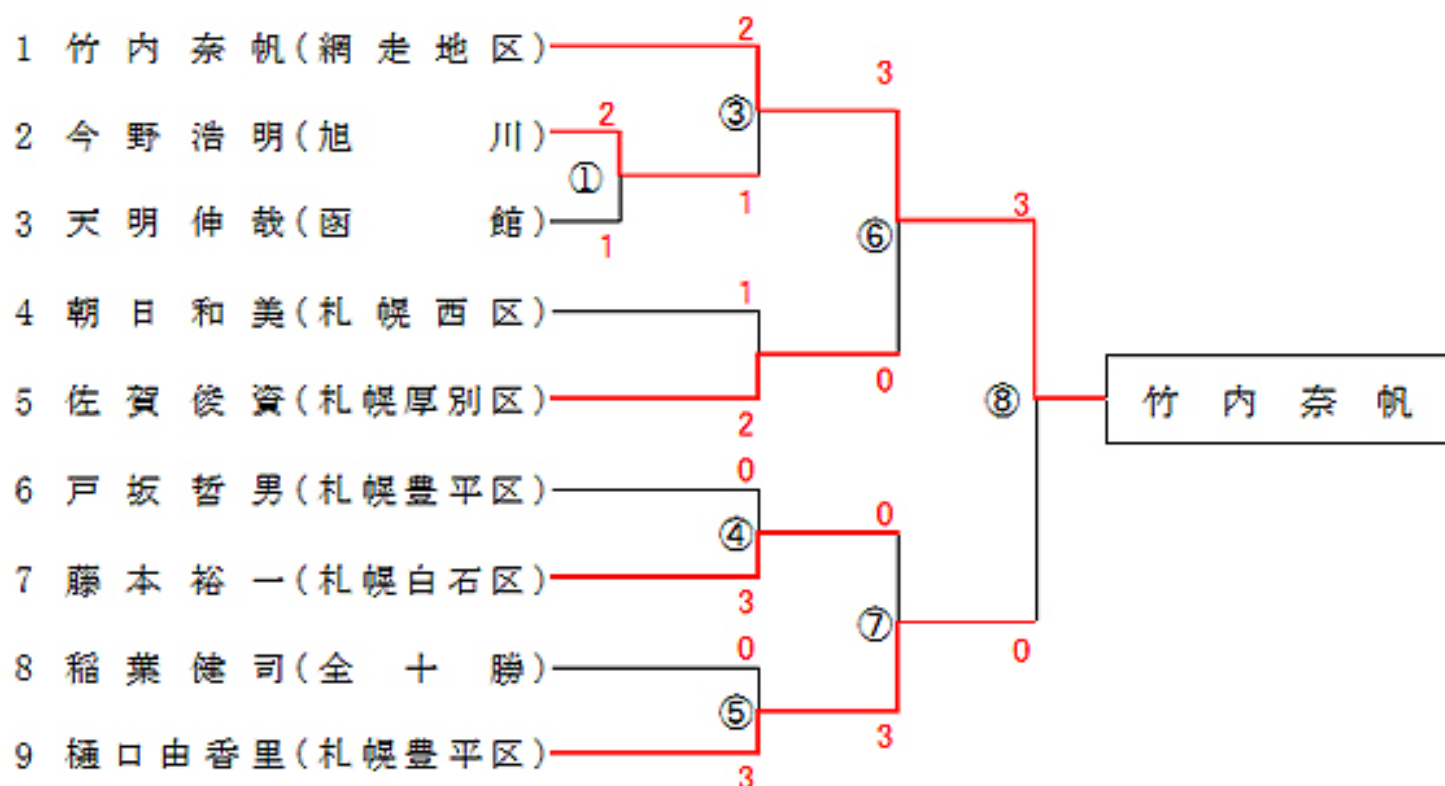 2
1 竹内奈帆(網走地区)
3
③
2
2 今野浩明(旭川)
①
1
3 天明伸哉(函館)
1
3
⑥
1
4 朝日和美(札幌西区)
0
5 佐賀俊資(札幌厚別区)
⑧
竹内奈帆
2
0
6 戸坂哲男(札幌豊平区)
0
④
7 藤本裕一(札幌白石区)
3
⑦
0
0
8 稲葉健司(全十勝)
⑤
3
9 樋口由香里(札幌豊平区)
3